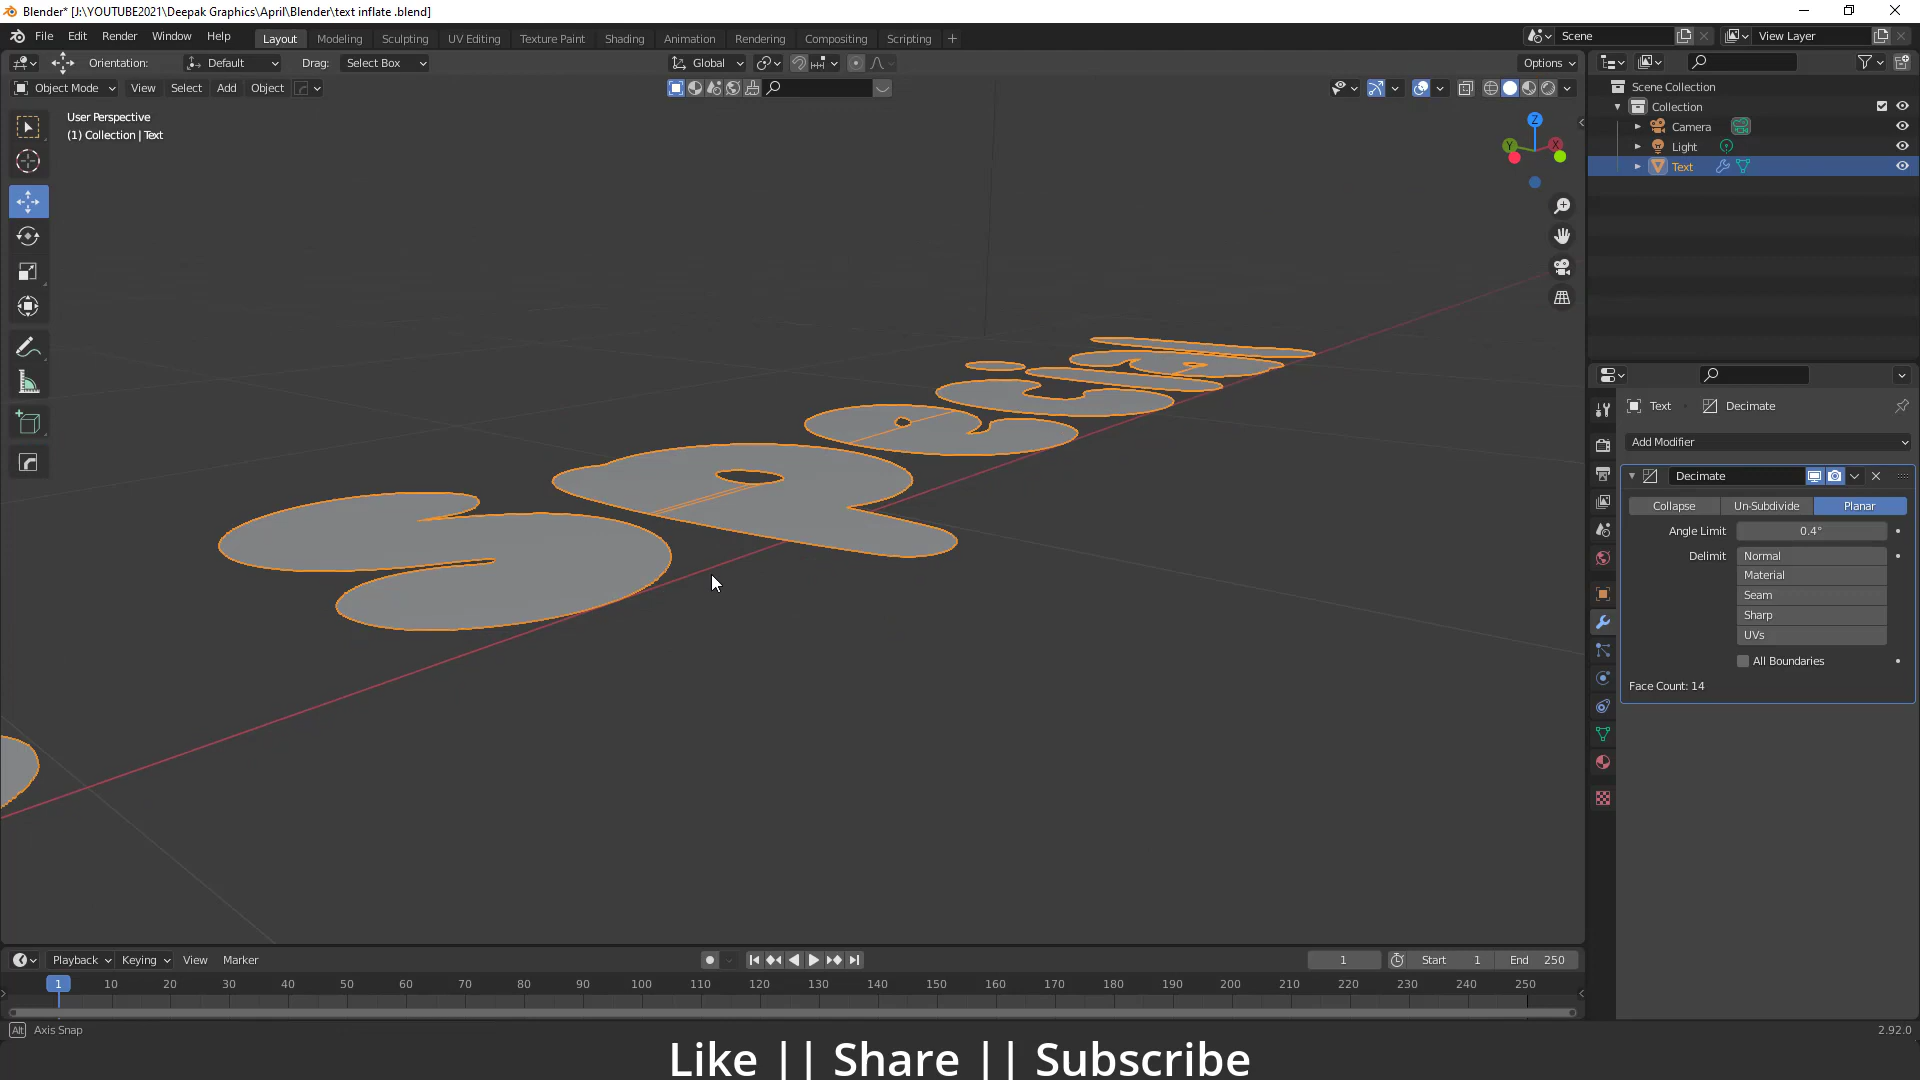 Blender* [J:\YOUTUBE2021\Deepak Graphics\April\Blender\text inflate .blend]
File Edit Render Window Help Layout Modeling Sculpting UV Editing Texture Paint Shading Animation Rendering Compositing Scripting + Scene View Layer
Orientation: Default Drag: Select Box Global Options
Object Mode View Select Add Object
User Perspective
(1) Collection | Text
Z
Y X
Special
Scene Collection
Collection
Camera
Light
Text
Text Decimate
Add Modifier
Decimate
Collapse Un-Subdivide Planar
Angle Limit 0.4°
Delimit Normal
Material
Seam
Sharp
UVs
All Boundaries
Face Count: 14
Playback Keying View Marker 1 Start 1 End 250
1 10 20 30 40 50 60 70 80 90 100 110 120 130 140 150 160 170 180 190 200 210 220 230 240 250
Alt Axis Snap 2.92.0
Like || Share || Subscribe